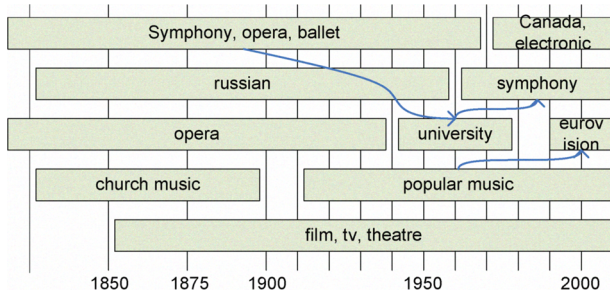 Symphony, opera, ballet
Canada,
electronic
russian
symphony
opera
university
eurov
ision
church music
popular music
film, tv, theatre
1850 1875 1900 1950 2000